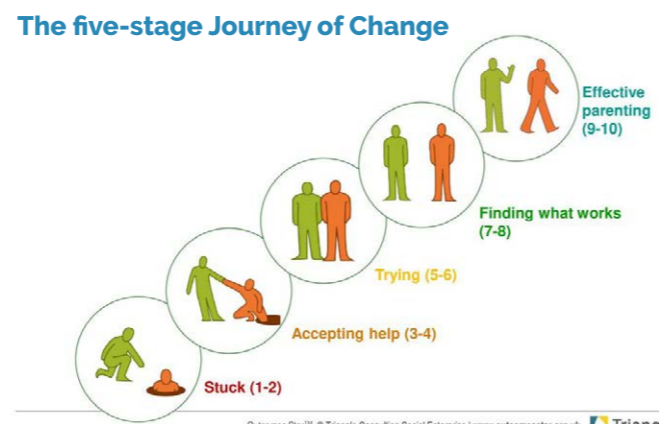 The five-stage Journey of Change
Effective
parenting
(9-10)
Finding what works
(7-8)
Trying (5-6)
Accepting help (3-4)
Stuck (1-2)